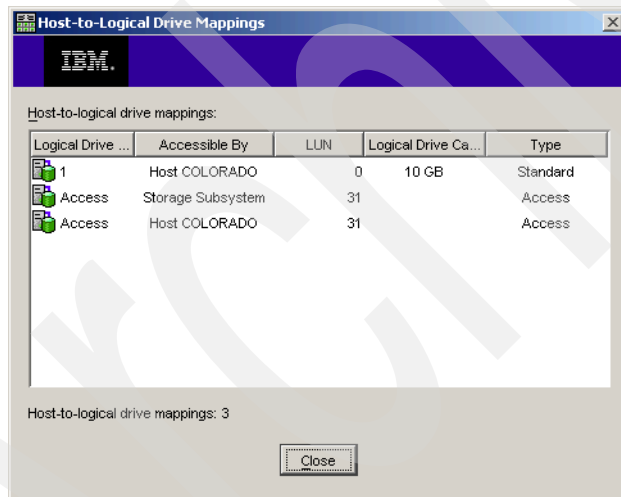 Host-to-Logical Drive Mappings
IBM.
Host-to-logical drive mappings:
Logical Drive ... Accessible By LUN Logical Drive Ca... Type
1 Host COLORADO 0 10 GB Standard
Access Storage Subsystem 31 Access
Access Host COLORADO 31 Access
Host-to-logical drive mappings: 3
Close